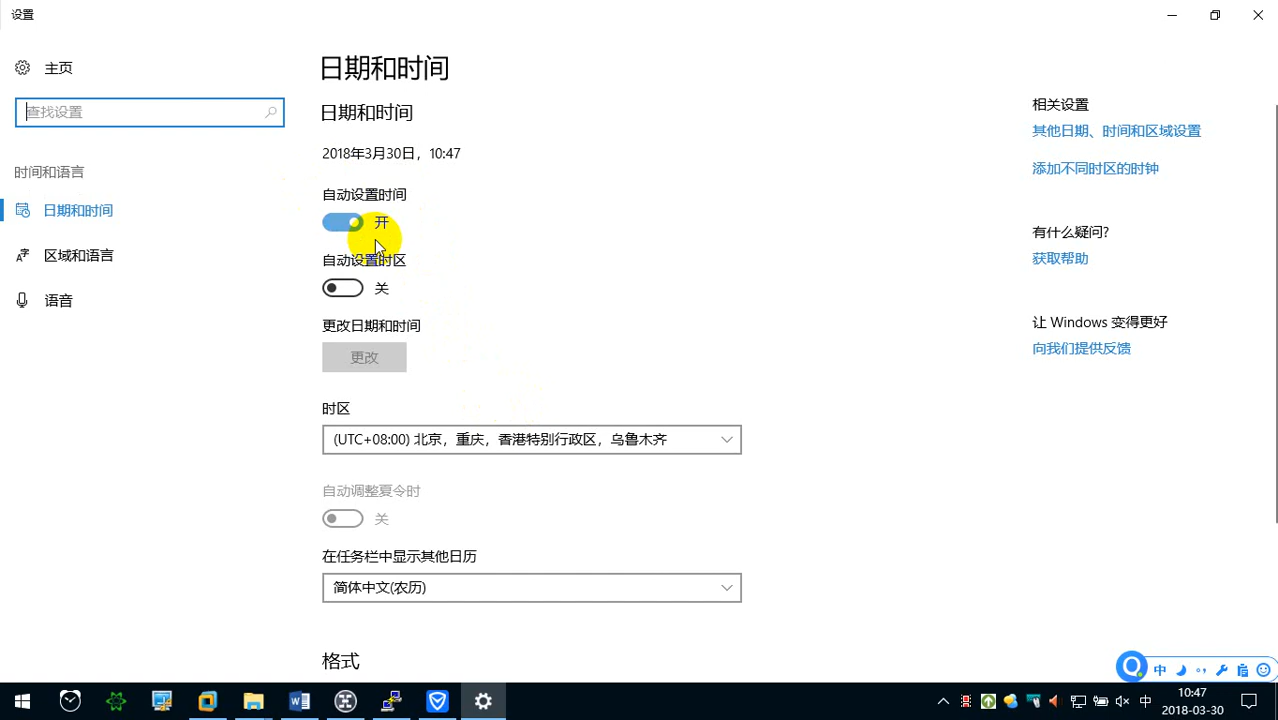 设置
主页
查找设置
时间和语言
日期和时间
区域和语言
语音
日期和时间
日期和时间
2018年3月30日，10:47
自动设置时间
开
自动设置时区
关
更改日期和时间
更改
时区
(UTC+08:00) 北京，重庆，香港特别行政区，乌鲁木齐
自动调整夏令时
关
在任务栏中显示其他日历
简体中文(农历)
格式
相关设置
其他日期、时间和区域设置
添加不同时区的时钟
有什么疑问?
获取帮助
让 Windows 变得更好
向我们提供反馈
中
中
10:47
2018-03-30